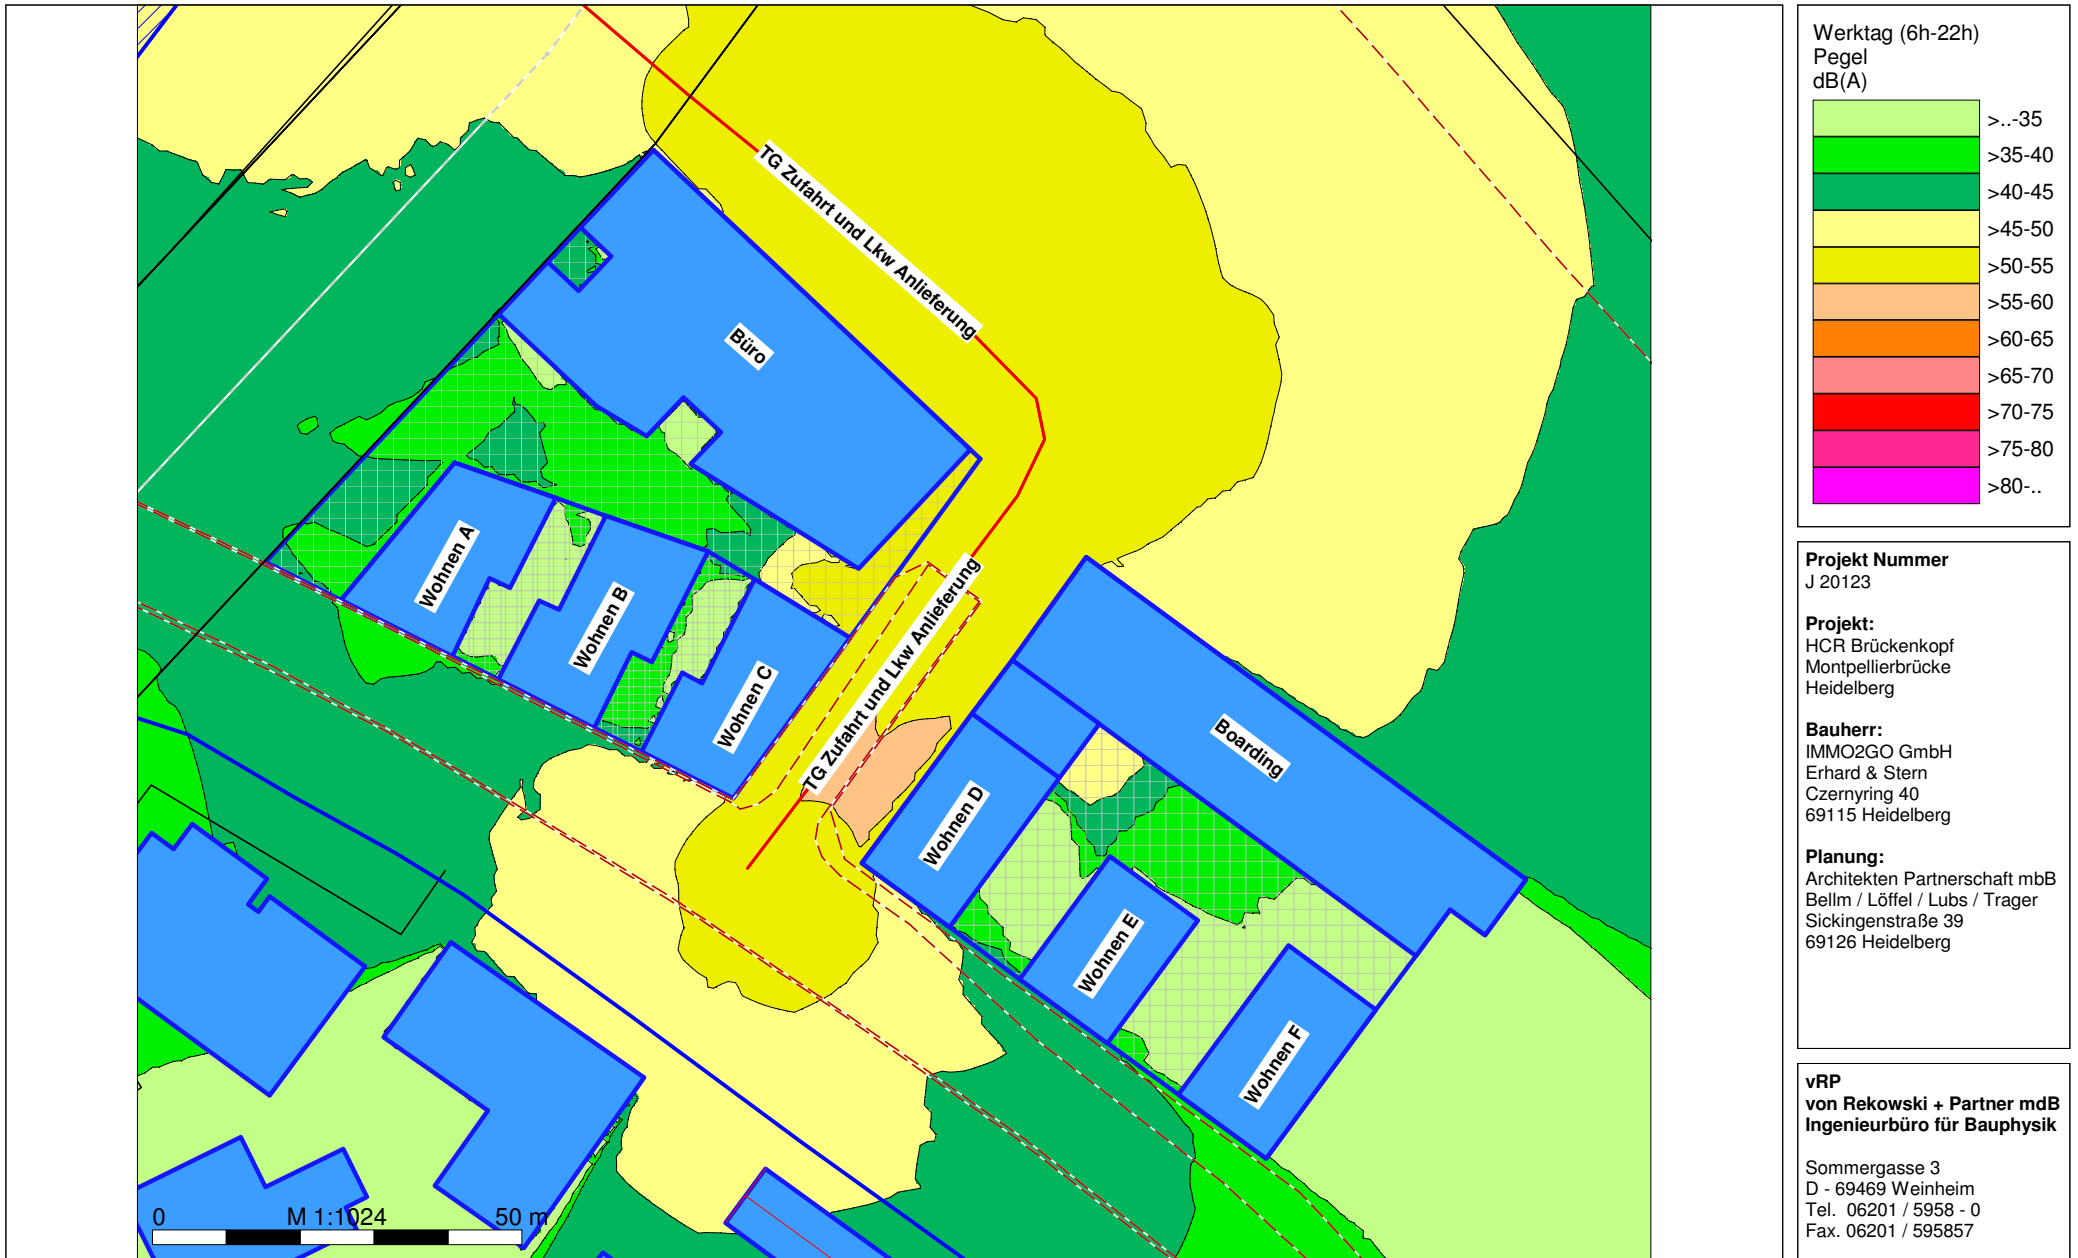 TG Zufahrt und Lkw Anlieferung
Büro
Wohnen A
Wohnen B
Wohnen C
TG Zufahrt und Lkw Anlieferung
Boarding
Wohnen D
Wohnen E
Wohnen F
0 M 1:1024 50 m
Werktag (6h-22h)
Pegel
dB(A)
>..-35
>35-40
>40-45
>45-50
>50-55
>55-60
>60-65
>65-70
>70-75
>75-80
>80-..
Projekt Nummer
J 20123
Projekt:
HCR Brückenkopf
Montpellierbrücke
Heidelberg
Bauherr:
IMMO2GO GmbH
Erhard & Stern
Czernyring 40
69115 Heidelberg
Planung:
Architekten Partnerschaft mbB
Bellm / Löffel / Lubs / Trager
Sickingenstraße 39
69126 Heidelberg
vRP
von Rekowski + Partner mdB
Ingenieurbüro für Bauphysik
Sommergasse 3
D - 69469 Weinheim
Tel. 06201 / 5958 - 0
Fax. 06201 / 595857